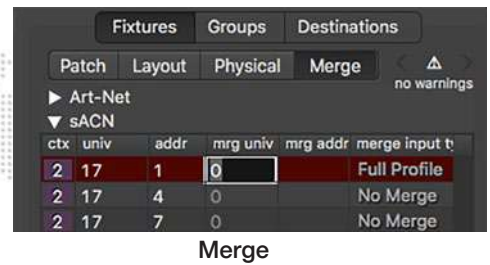 Fixtures Groups Destinations
Patch Layout Physical Merge
no warnings
Art-Net
sACN
ctx univ addr mrg univ mrg addr merge input ty
2 17 1 0 Full Profile
2 17 4 0 No Merge
2 17 7 0 No Merge
Merge